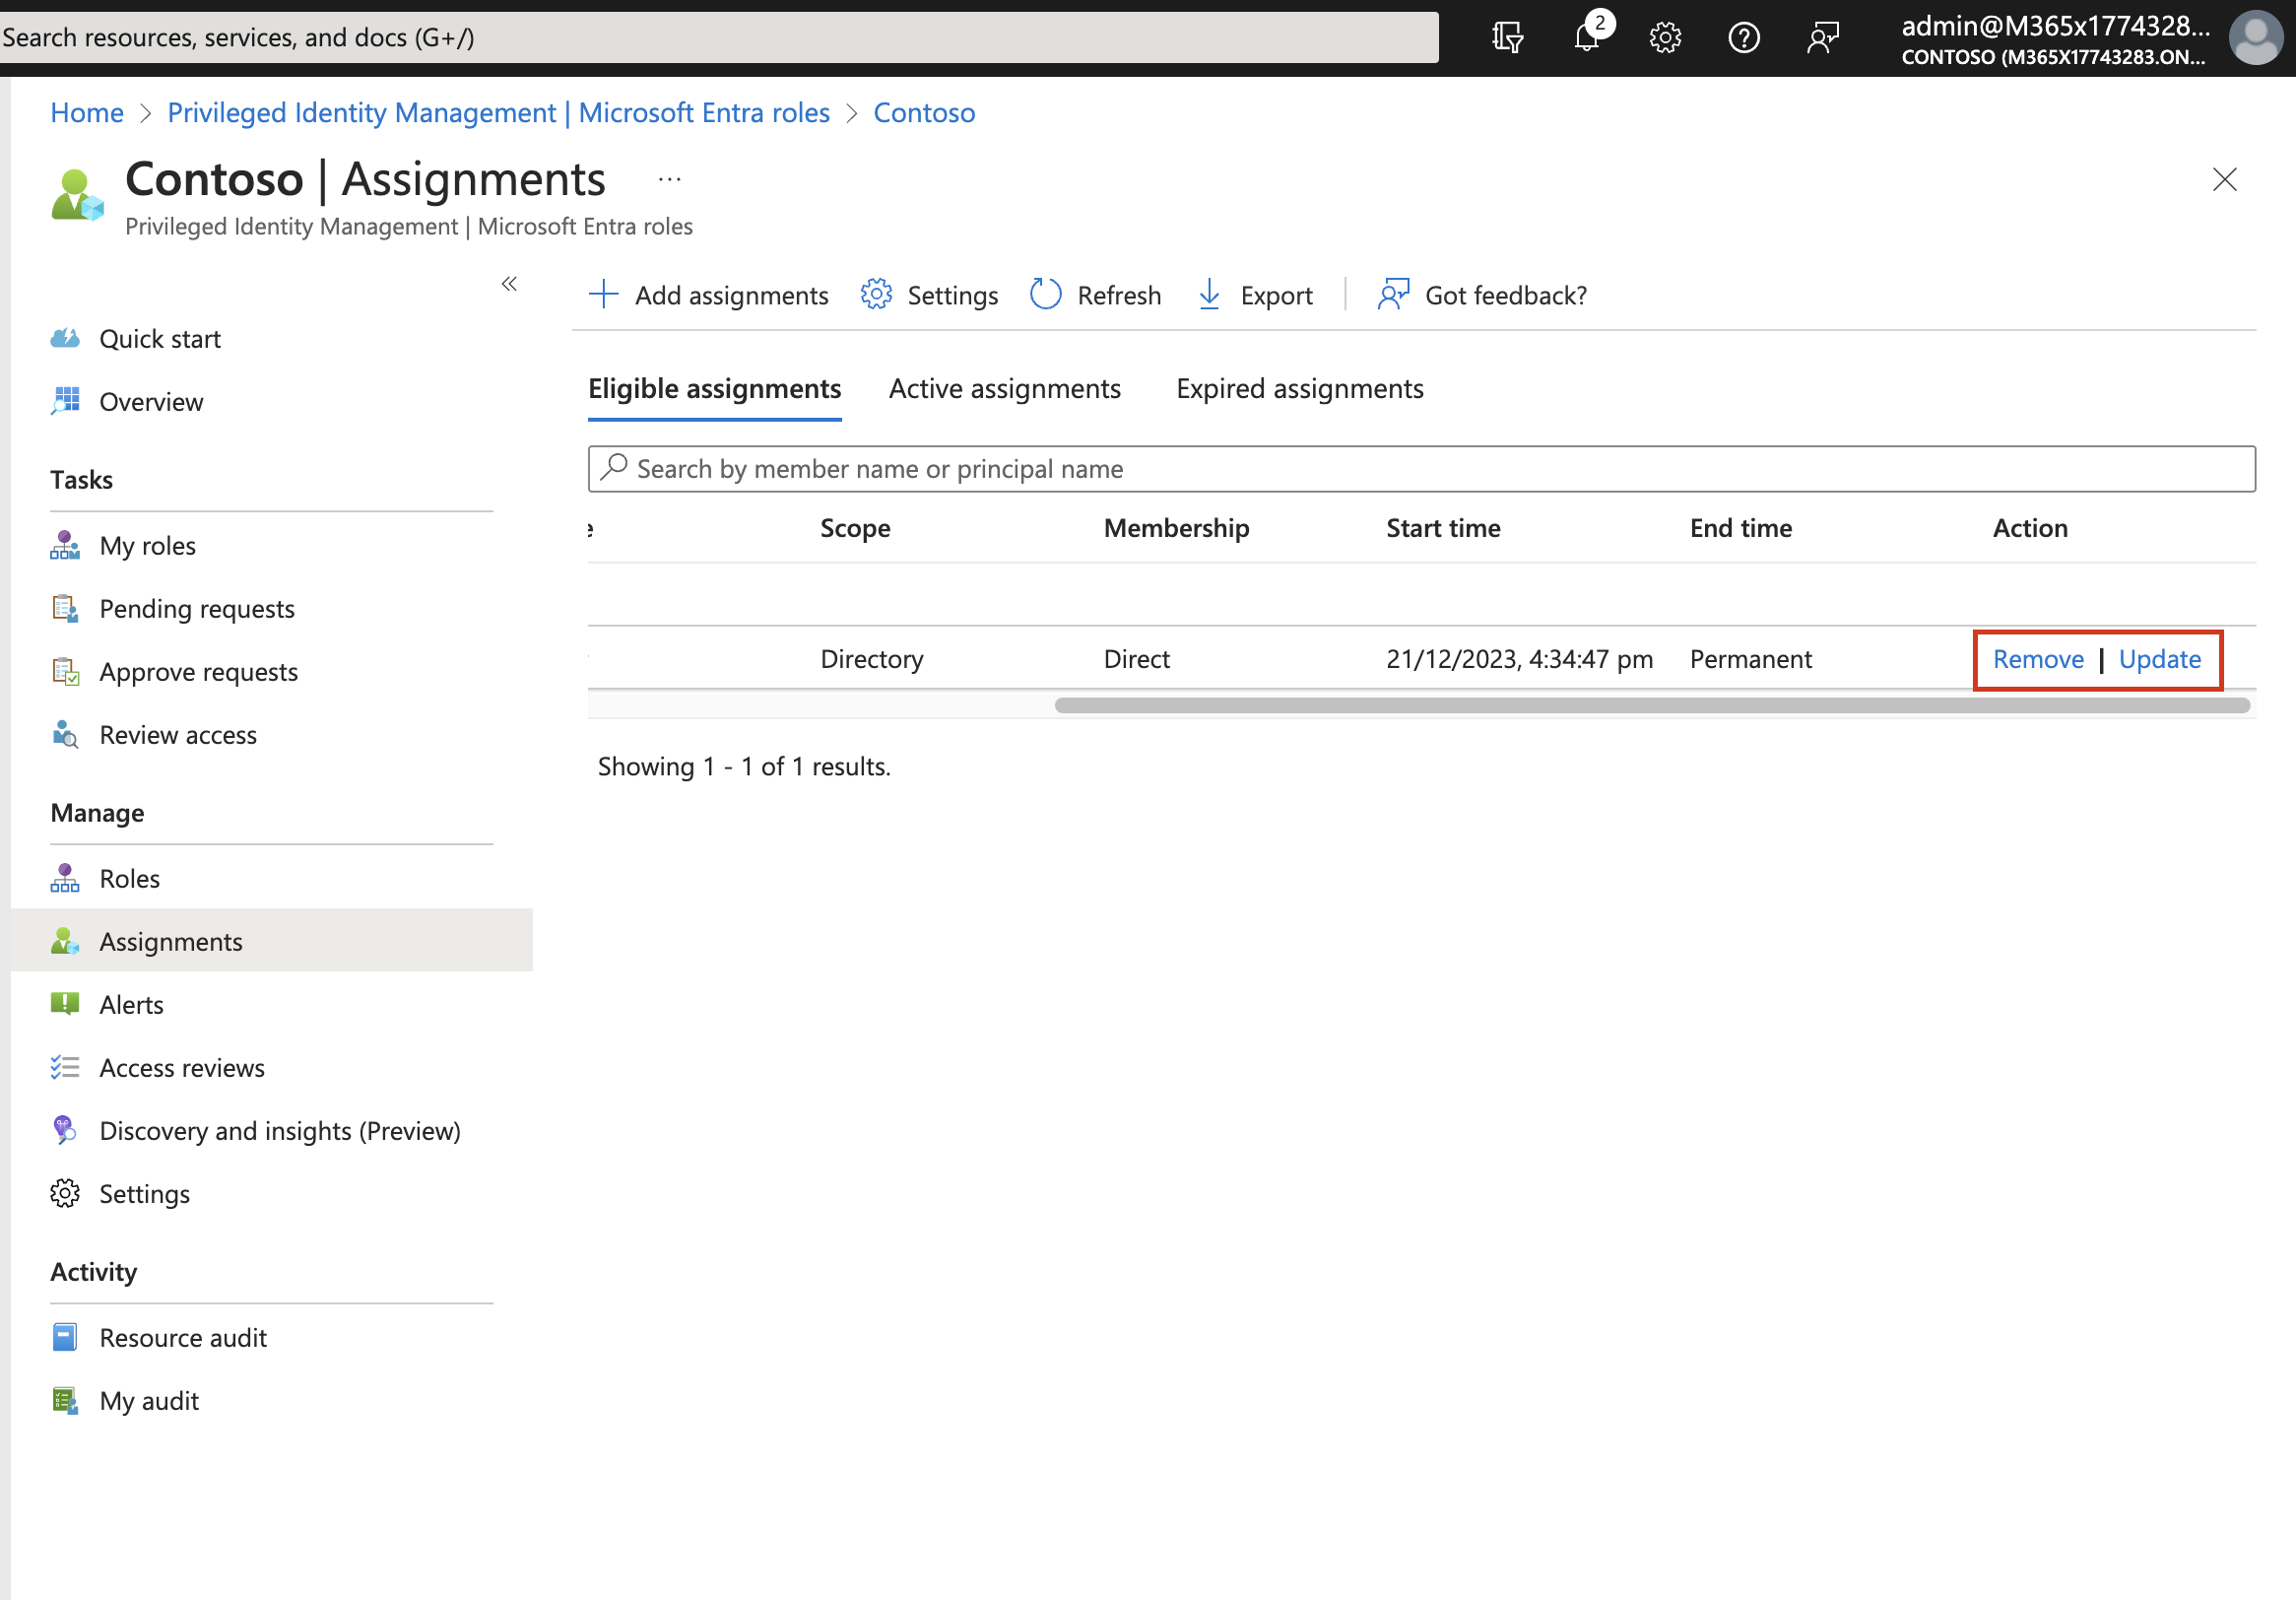 Search resources, services, and docs (G+/)
2
admin@M365x1774328...
CONTOSO (M365X17743283.ON...
Home > Privileged Identity Management | Microsoft Entra roles > Contoso
Contoso | Assignments ...
Privileged Identity Management | Microsoft Entra roles
«
Quick start
Overview
Tasks
My roles
Pending requests
Approve requests
Review access
Manage
Roles
Assignments
Alerts
Access reviews
Discovery and insights (Preview)
Settings
Activity
Resource audit
My audit
Add assignments Settings Refresh Export Got feedback?
Eligible assignments Active assignments Expired assignments
Search by member name or principal name
Scope Membership Start time End time Action
Directory Direct 21/12/2023, 4:34:47 pm Permanent Remove | Update
Showing 1 - 1 of 1 results.